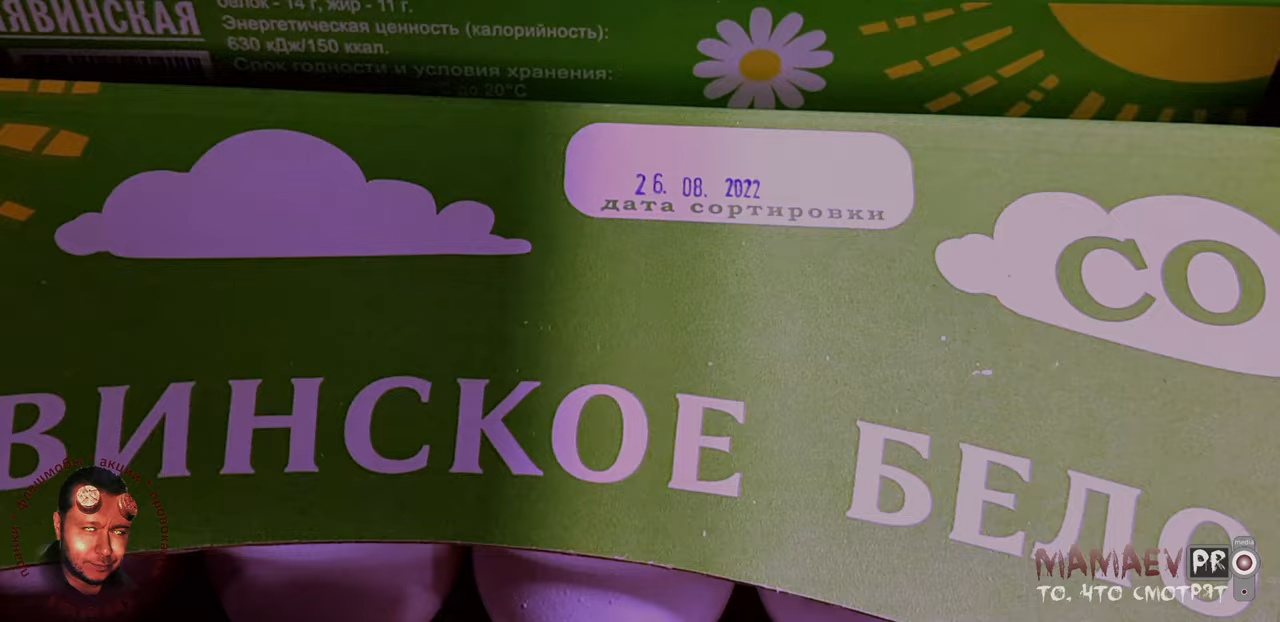 ЯВИНСКАЯ
белок - 14 г, жир - 11 г.
Энергетическая ценность (калорийность):
630 кДж/150 ккал.
Срок годности и условия хранения:
до 20°С
26. 08. 2022
дата сортировки
СО
ВИНСКОЕ БЕЛО
MAMAEV PRO
media
ТО, ЧТО СМОТРЯТ